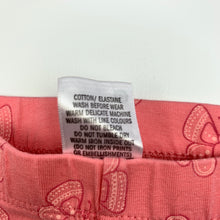 COTTON/ ELASTANE
WASH BEFORE WEAR
WARM DELICATE MACHINE
WASH WITH LIKE COLOURS
DO NOT BLEACH
DO NOT TUMBLE DRY
WARM IRON INSIDE OUT
(DO NOT IRON PRINTS
OR EMBELLISHMENTS)